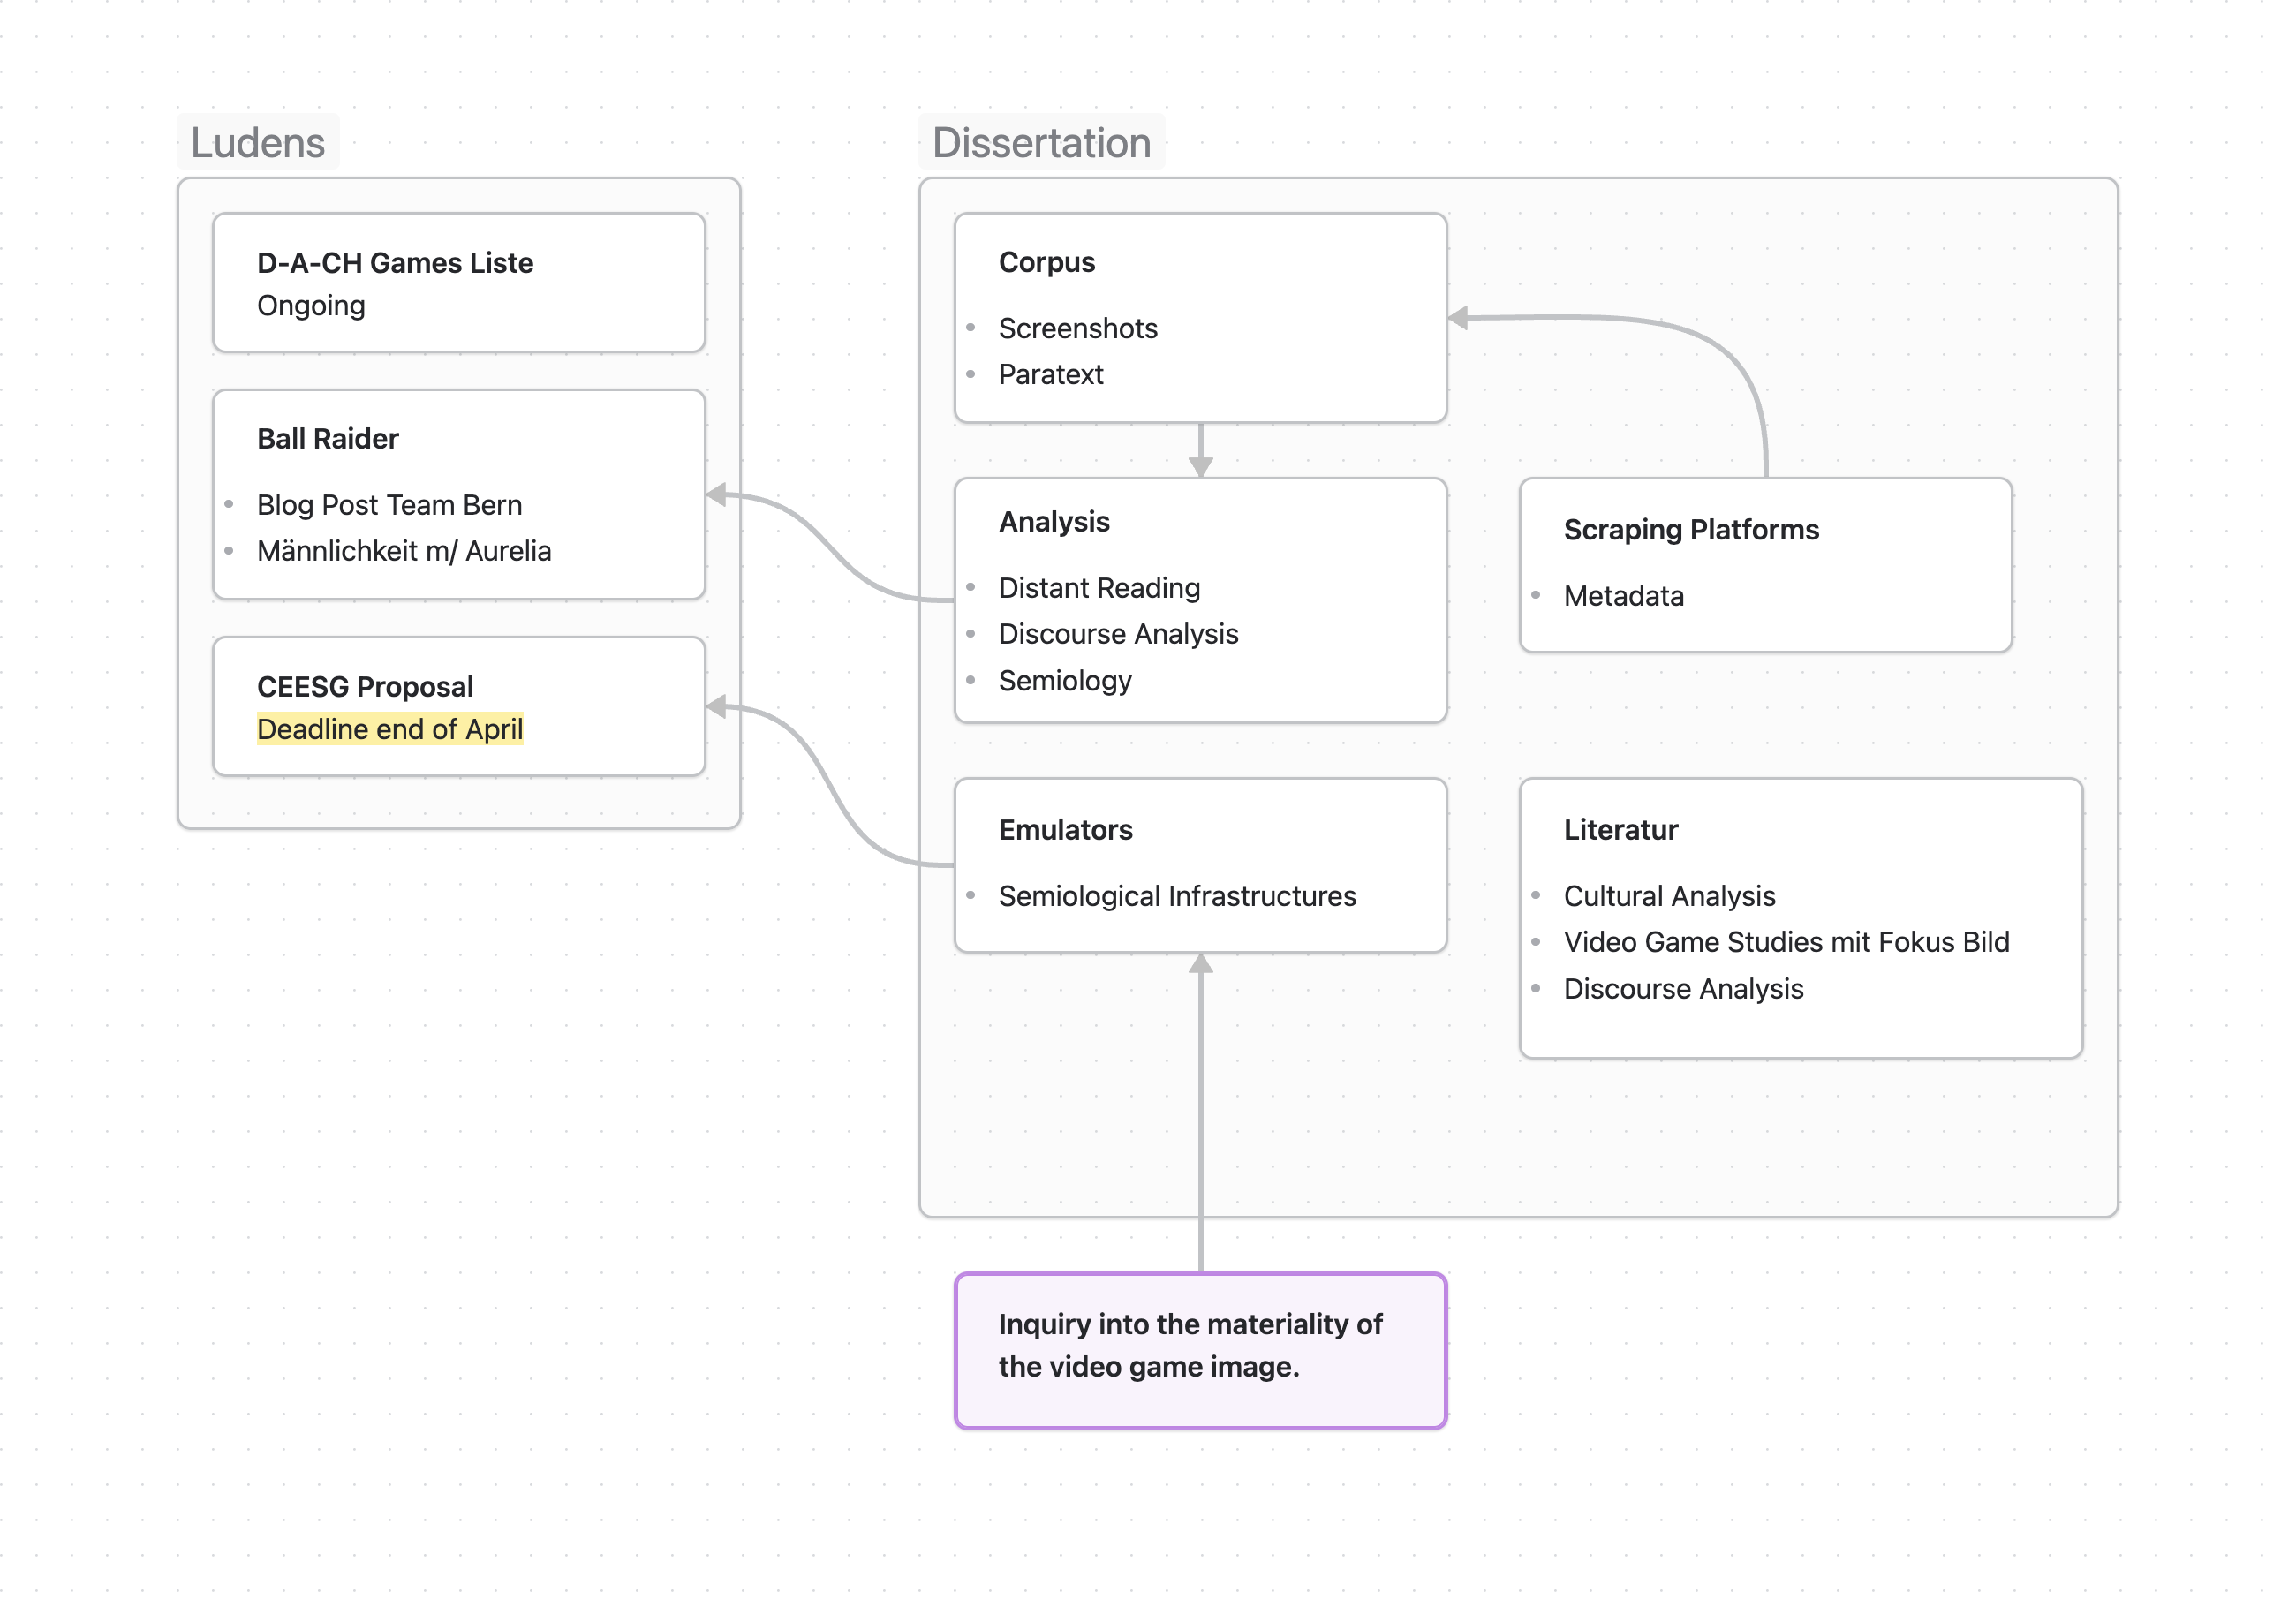 Ludens
D-A-CH Games Liste
Ongoing
Ball Raider
Blog Post Team Bern
Männlichkeit m/ Aurelia
CEESG Proposal
Deadline end of April
Dissertation
Corpus
Screenshots
Paratext
Analysis
Distant Reading
Discourse Analysis
Semiology
Scraping Platforms
Metadata
Emulators
Semiological Infrastructures
Literatur
Cultural Analysis
Video Game Studies mit Fokus Bild
Discourse Analysis
Inquiry into the materiality of
the video game image.